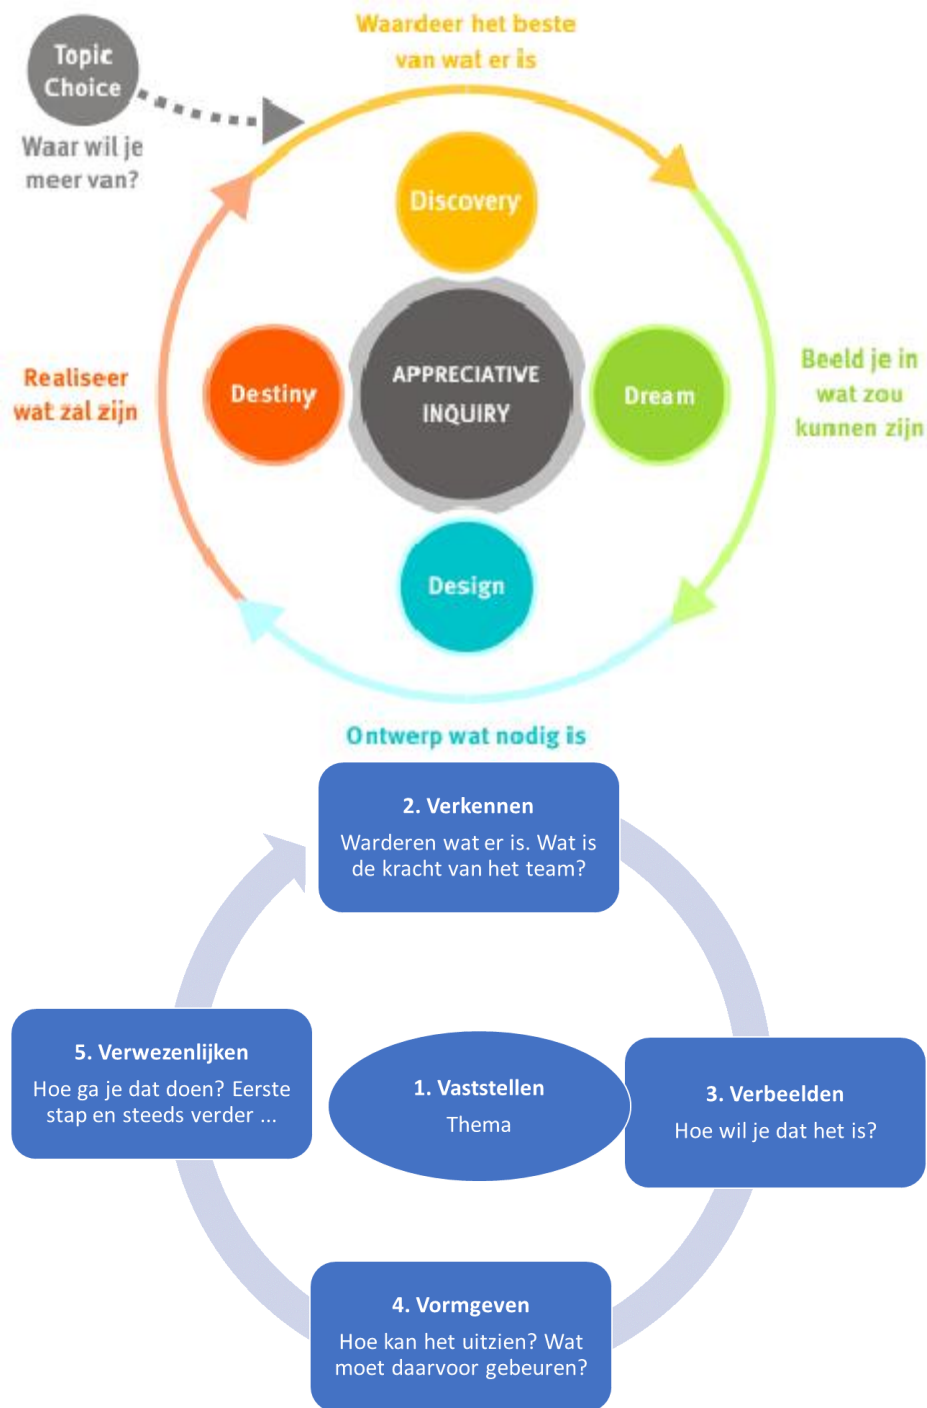 Topic
Choice
Waar wil je
meer van?
Waardeer het beste
van wat er is
Discovery
Realiseer
wat zal zijn
Destiny
APPRECIATIVE
INQUIRY
Dream
Beeld je in
wat zou
kunnen zijn
Design
Ontwerp wat nodig is
2. Verkennen
Warderen wat er is. Wat is
de kracht van het team?
5. Verwezenlijken
Hoe ga je dat doen? Eerste
stap en steeds verder ...
1. Vaststellen
Thema
3. Verbeelden
Hoe wil je dat het is?
4. Vormgeven
Hoe kan het uitzien? Wat
moet daarvoor gebeuren?